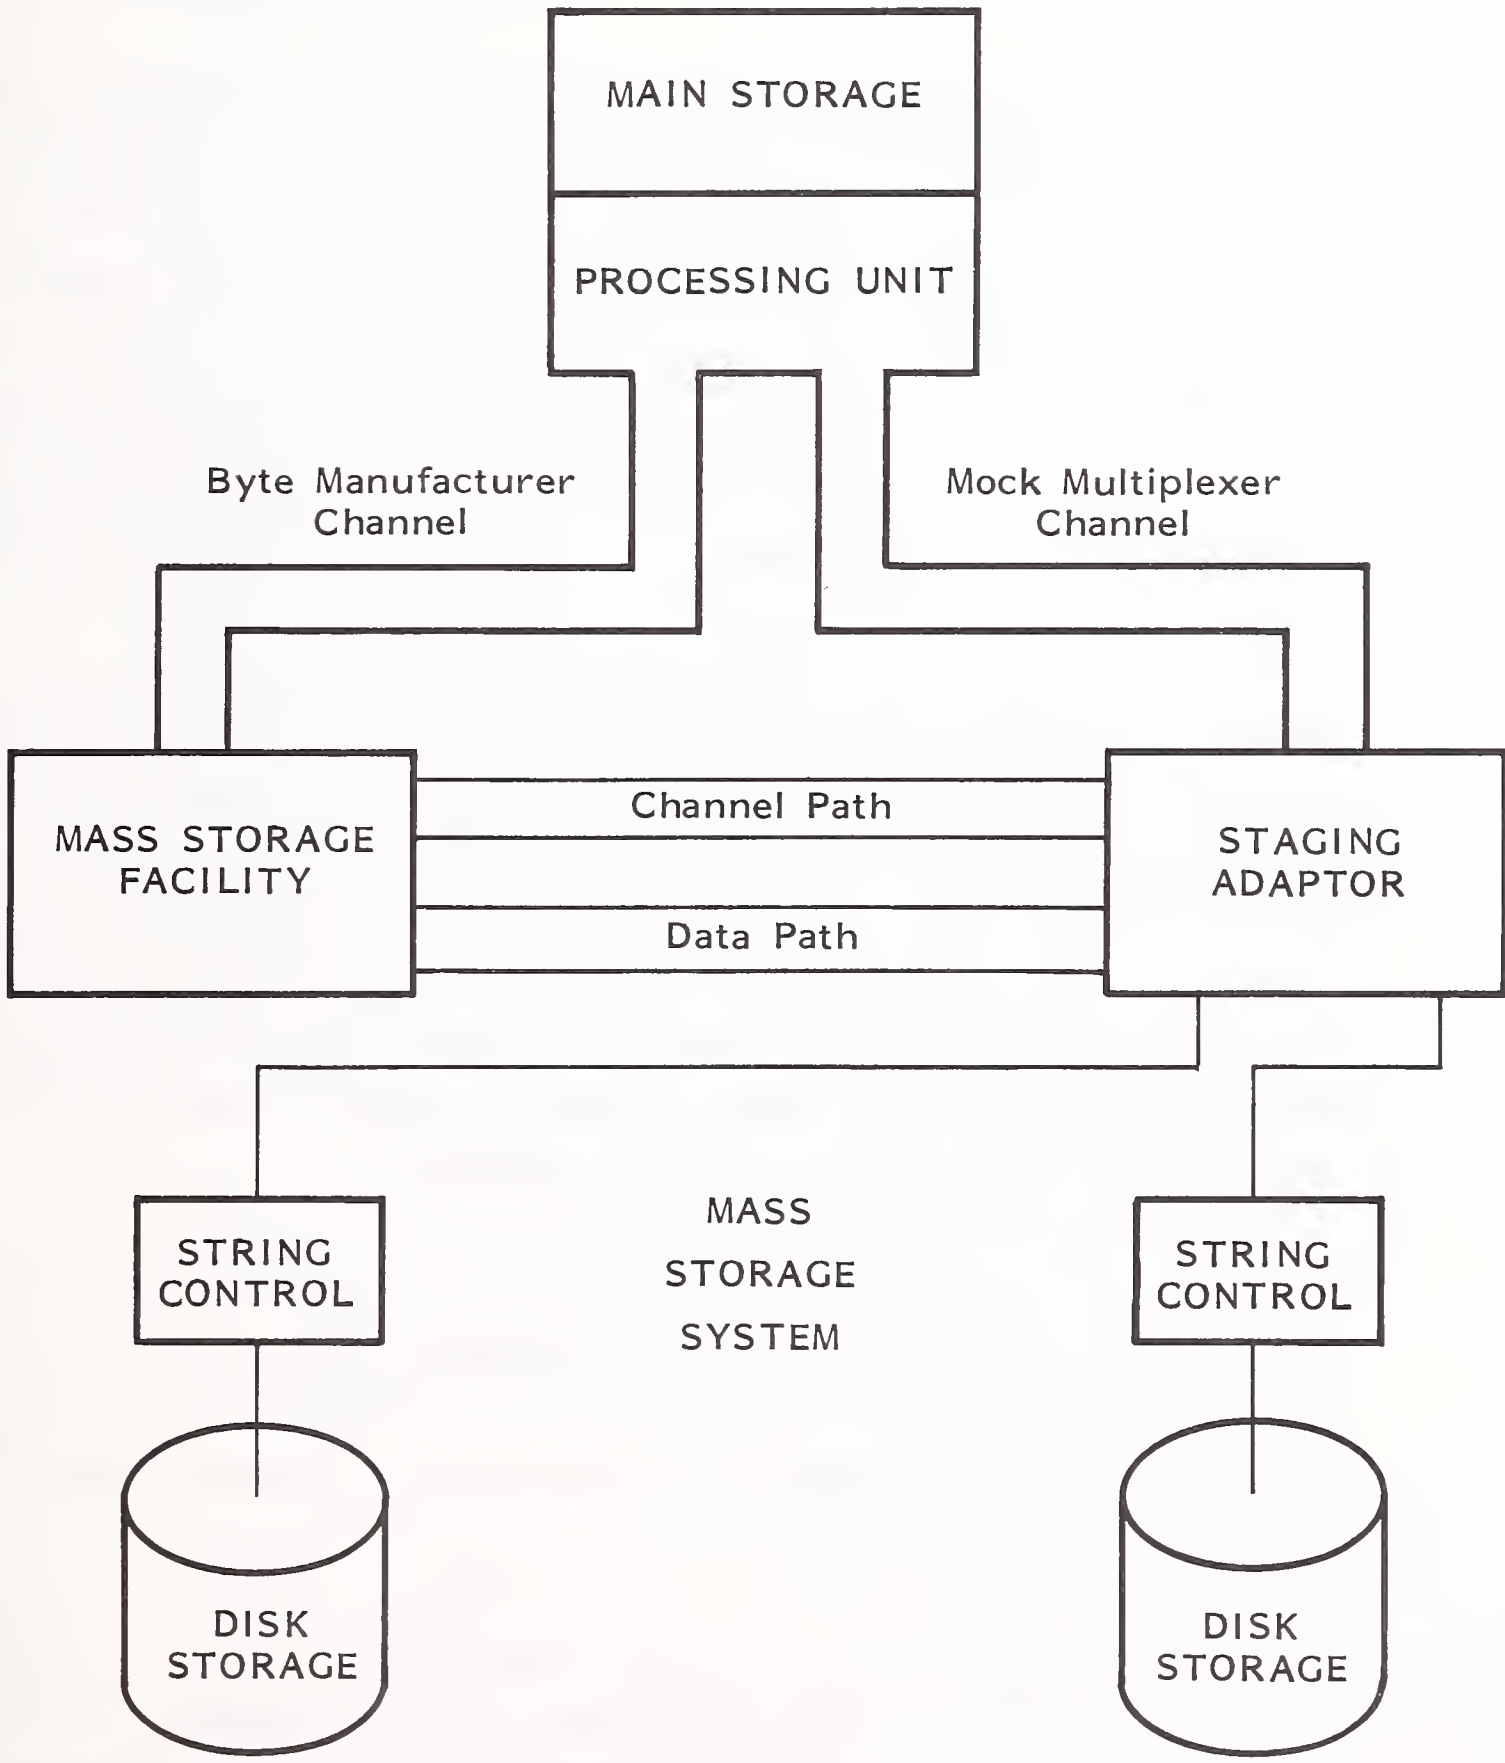 MAIN STORAGE
PROCESSING UNIT
Byte Manufacturer
Channel
Mock Multiplexer
Channel
MASS STORAGE
FACILITY
Channel Path
Data Path
STAGING
ADAPTOR
STRING
CONTROL
MASS
STORAGE
SYSTEM
STRING
CONTROL
DISK
STORAGE
DISK
STORAGE